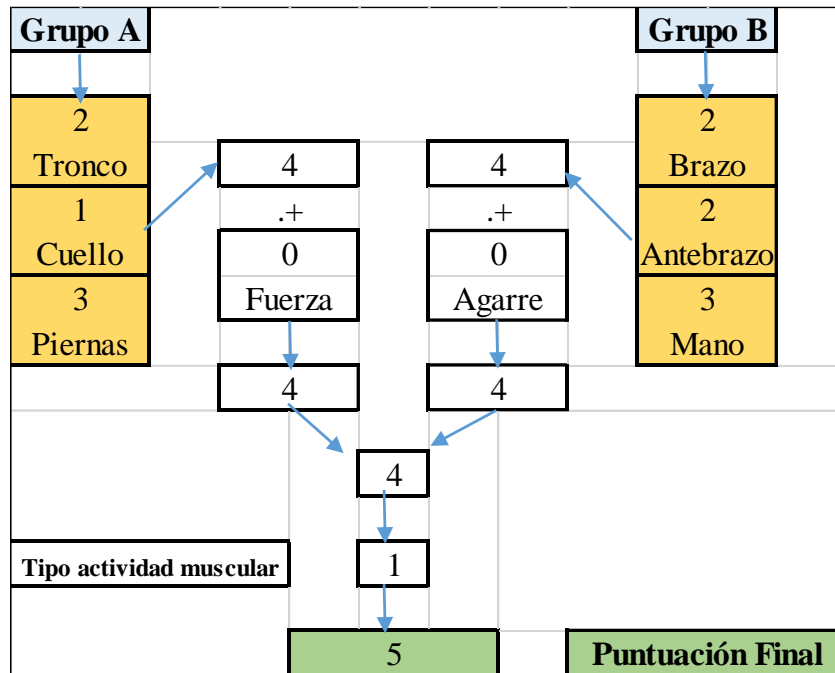 Grupo A
Grupo B
2
Tronco
1
Cuello
3
Piernas
4
.+
0
Fuerza
4
4
.+
0
Agarre
4
2
Brazo
2
Antebrazo
3
Mano
4
Tipo actividad muscular
1
5
Puntuación Final